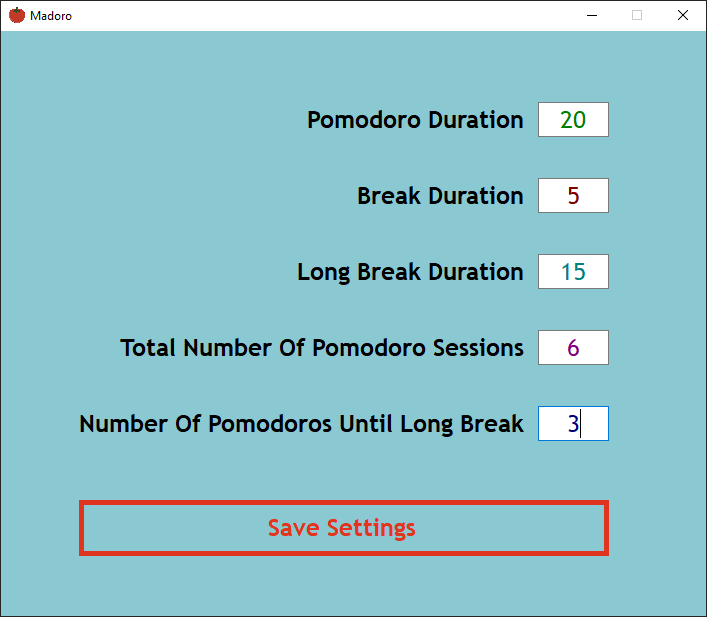 Madoro
Pomodoro Duration 20
Break Duration 5
Long Break Duration 15
Total Number Of Pomodoro Sessions 6
Number Of Pomodoros Until Long Break 3
Save Settings